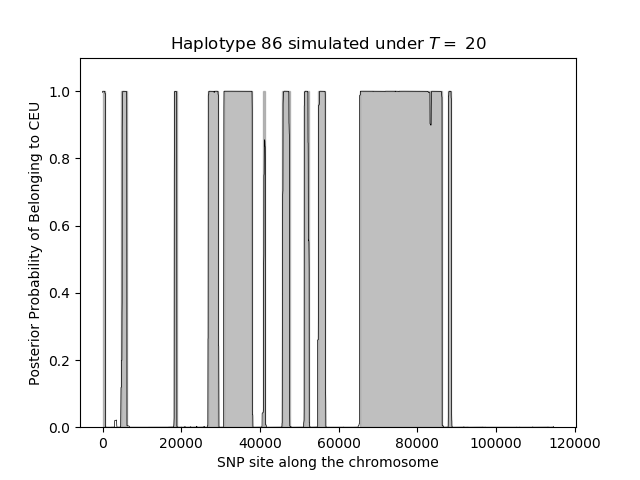 Haplotype 86 simulated under T = 20
Posterior Probability of Belonging to CEU
1.0
0.8
0.6
0.4
0.2
0.0
0 20000 40000 60000 80000 100000 120000
SNP site along the chromosome